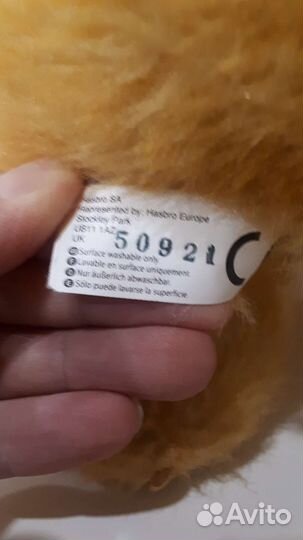 Hasbro SA
Represented by: Hasbro Europe
Stockley Park
UB11 1AZ
UK 50921
Surface washable only
Lavable en surface uniquement
Nur äußerlich abwaschbar.
Sólo puede lavarse la superficie
Avito